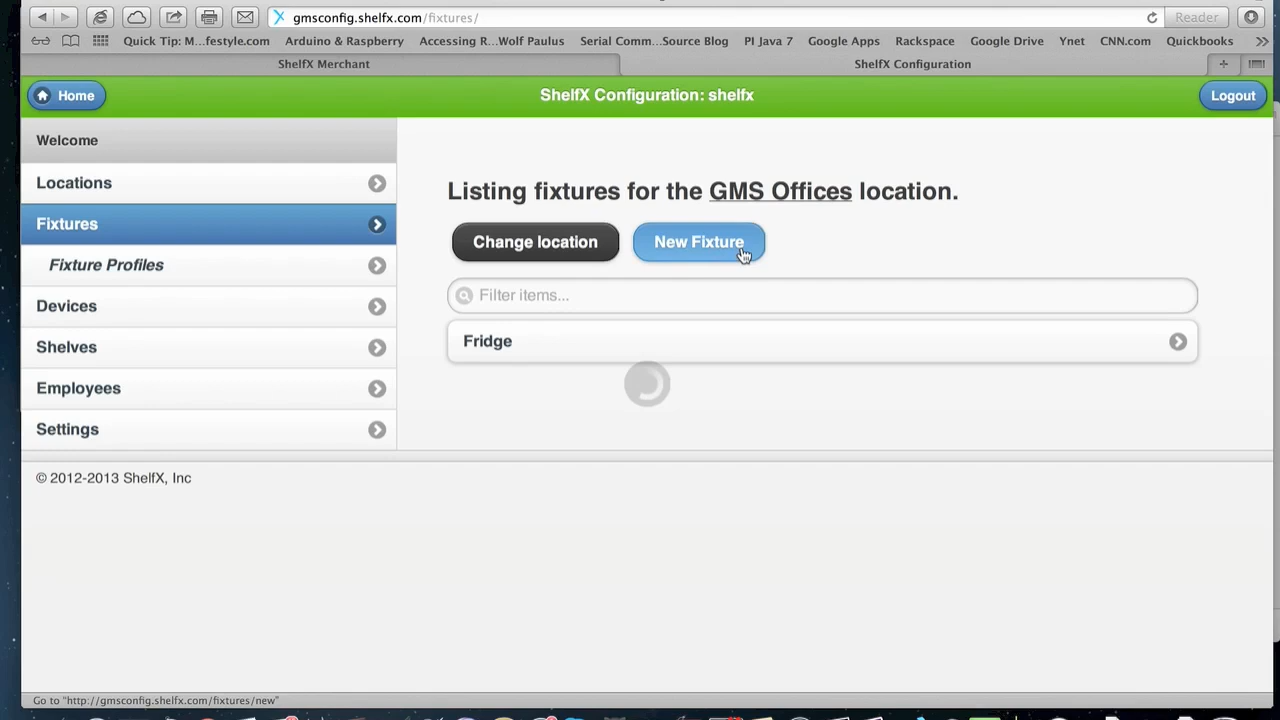 gmsconfig.shelfx.com/fixtures/
Reader
Quick Tip: M...festyle.com Arduino & Raspberry Accessing R...Wolf Paulus Serial Comm...Source Blog PI Java 7 Google Apps Rackspace Google Drive Ynet CNN.com Quickbooks
ShelfX Merchant
ShelfX Configuration
Home
ShelfX Configuration: shelfx
Logout
Welcome
Locations
Fixtures
Fixture Profiles
Devices
Shelves
Employees
Settings
Listing fixtures for the GMS Offices location.
Change location
New Fixture
Filter items...
Fridge
© 2012-2013 ShelfX, Inc
Go to "http://gmsconfig.shelfx.com/fixtures/new"